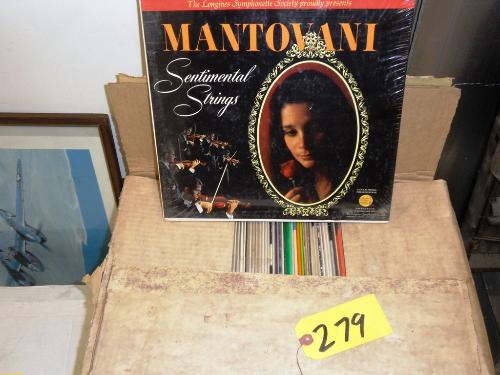 The Longines Symphonette Society proudly presents
MANTOVANI
Sentimental
Strings
279